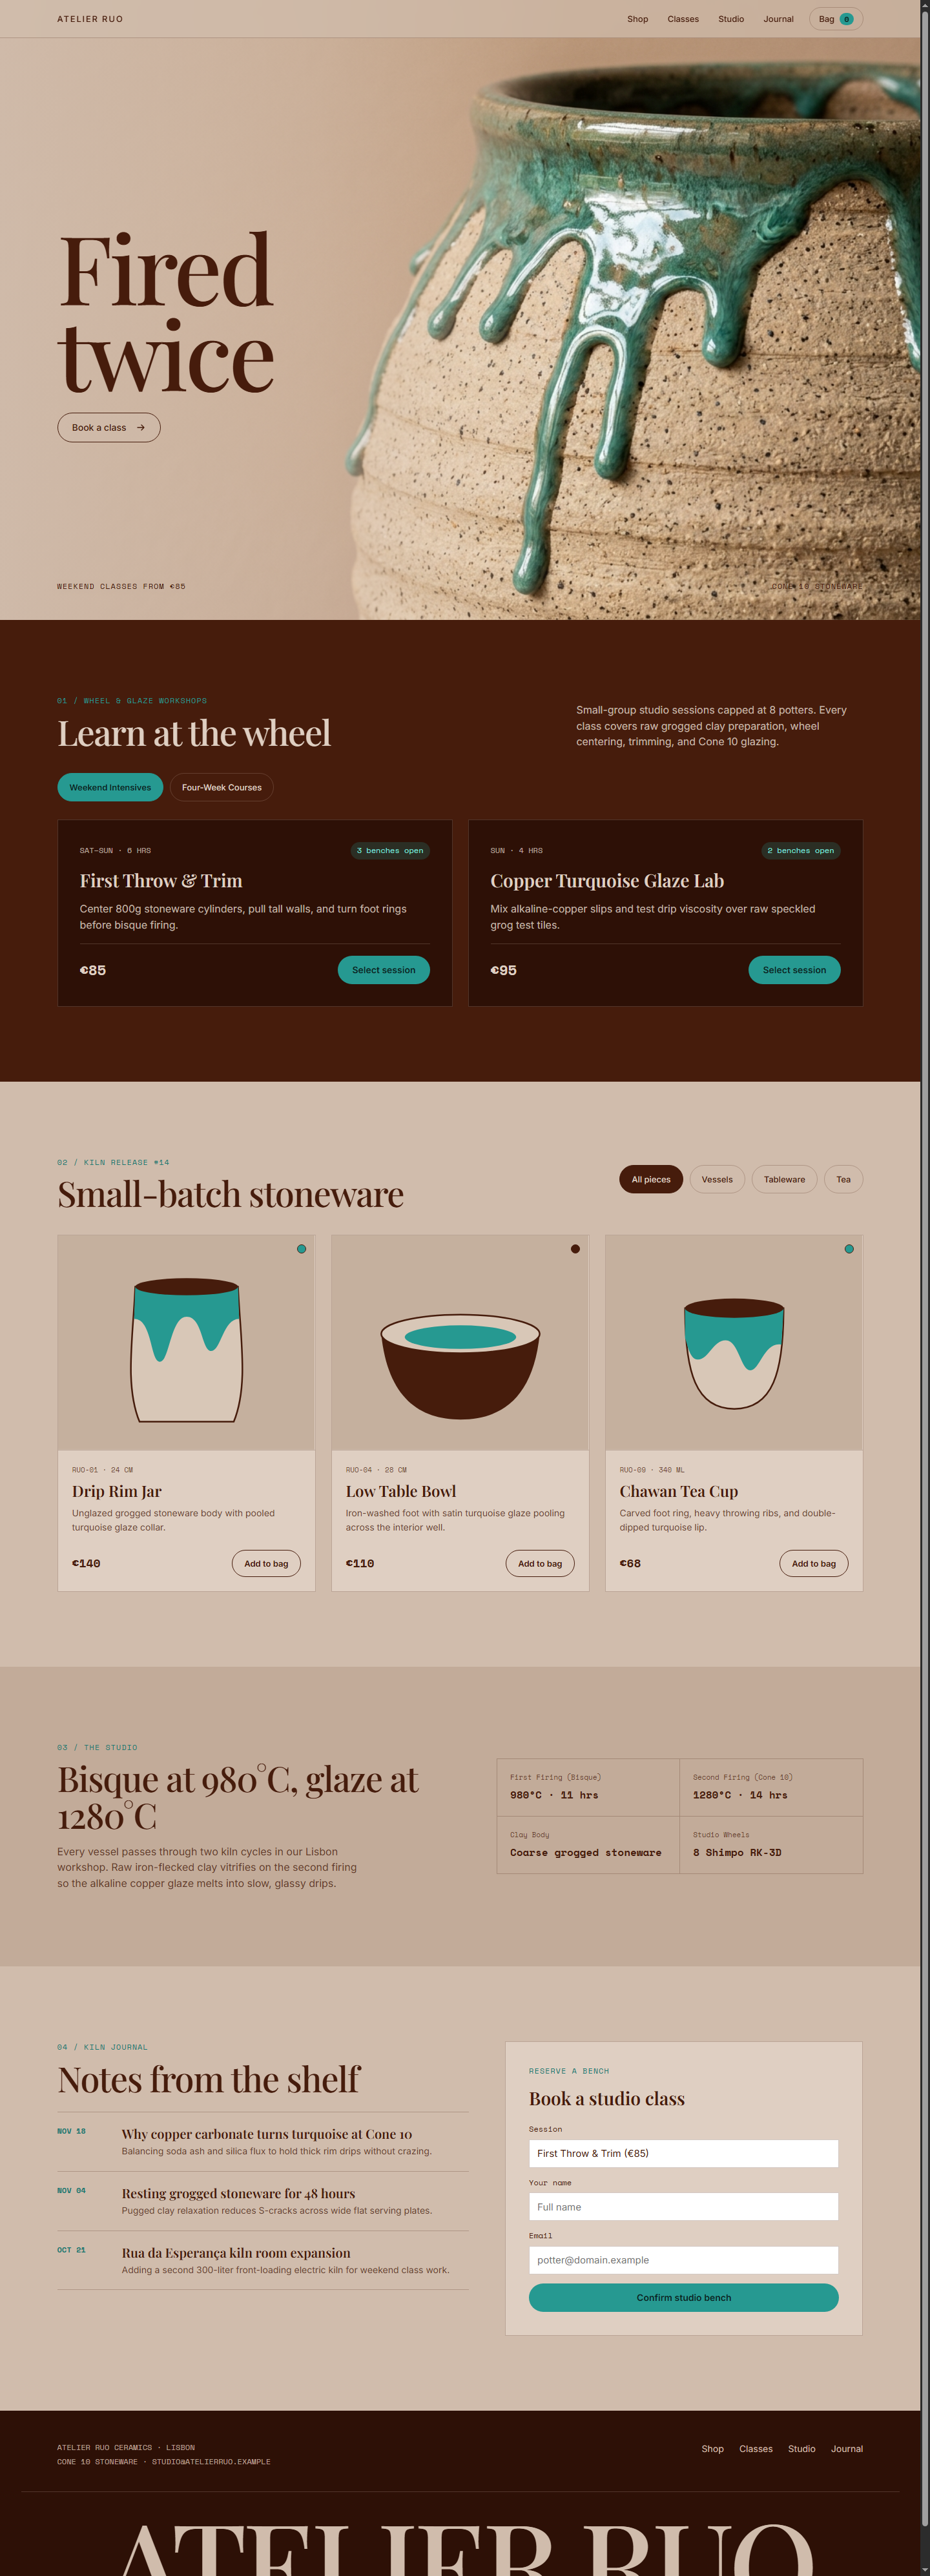 ATELIER RUO
Shop Classes Studio Journal Bag 0
Fired
twice
Book a class →
WEEKEND CLASSES FROM €85
CONE 10 STONEWARE
01 / WHEEL & GLAZE WORKSHOPS
Learn at the wheel
Small-group studio sessions capped at 8 potters. Every
class covers raw grogged clay preparation, wheel
centering, trimming, and Cone 10 glazing.
Weekend Intensives
Four-Week Courses
SAT–SUN · 6 HRS
3 benches open
First Throw & Trim
Center 800g stoneware cylinders, pull tall walls, and turn foot rings
before bisque firing.
€85
Select session
SUN · 4 HRS
2 benches open
Copper Turquoise Glaze Lab
Mix alkaline-copper slips and test drip viscosity over raw speckled
grog test tiles.
€95
Select session
02 / KILN RELEASE #14
Small-batch stoneware
All pieces
Vessels
Tableware
Tea
RUO-01 · 24 CM
Drip Rim Jar
Unglazed grogged stoneware body with pooled
turquoise glaze collar.
€140
Add to bag
RUO-04 · 28 CM
Low Table Bowl
Iron-washed foot with satin turquoise glaze pooling
across the interior well.
€110
Add to bag
RUO-09 · 340 ML
Chawan Tea Cup
Carved foot ring, heavy throwing ribs, and double-
dipped turquoise lip.
€68
Add to bag
03 / THE STUDIO
Bisque at 980°C, glaze at
1280°C
Every vessel passes through two kiln cycles in our Lisbon
workshop. Raw iron-flecked clay vitrifies on the second firing
so the alkaline copper glaze melts into slow, glassy drips.
First Firing (Bisque)
980°C · 11 hrs
Second Firing (Cone 10)
1280°C · 14 hrs
Clay Body
Coarse grogged stoneware
Studio Wheels
8 Shimpo RK-3D
04 / KILN JOURNAL
Notes from the shelf
NOV 18
Why copper carbonate turns turquoise at Cone 10
Balancing soda ash and silica flux to hold thick rim drips without crazing.
NOV 04
Resting grogged stoneware for 48 hours
Pugged clay relaxation reduces S-cracks across wide flat serving plates.
OCT 21
Rua da Esperança kiln room expansion
Adding a second 300-liter front-loading electric kiln for weekend class work.
RESERVE A BENCH
Book a studio class
Session
First Throw & Trim (€85)
Your name
Full name
Email
potter@domain.example
Confirm studio bench
ATELIER RUO CERAMICS · LISBON
CONE 10 STONEWARE · STUDIO@ATELIERRUO.EXAMPLE
Shop Classes Studio Journal
ATELIER RUO